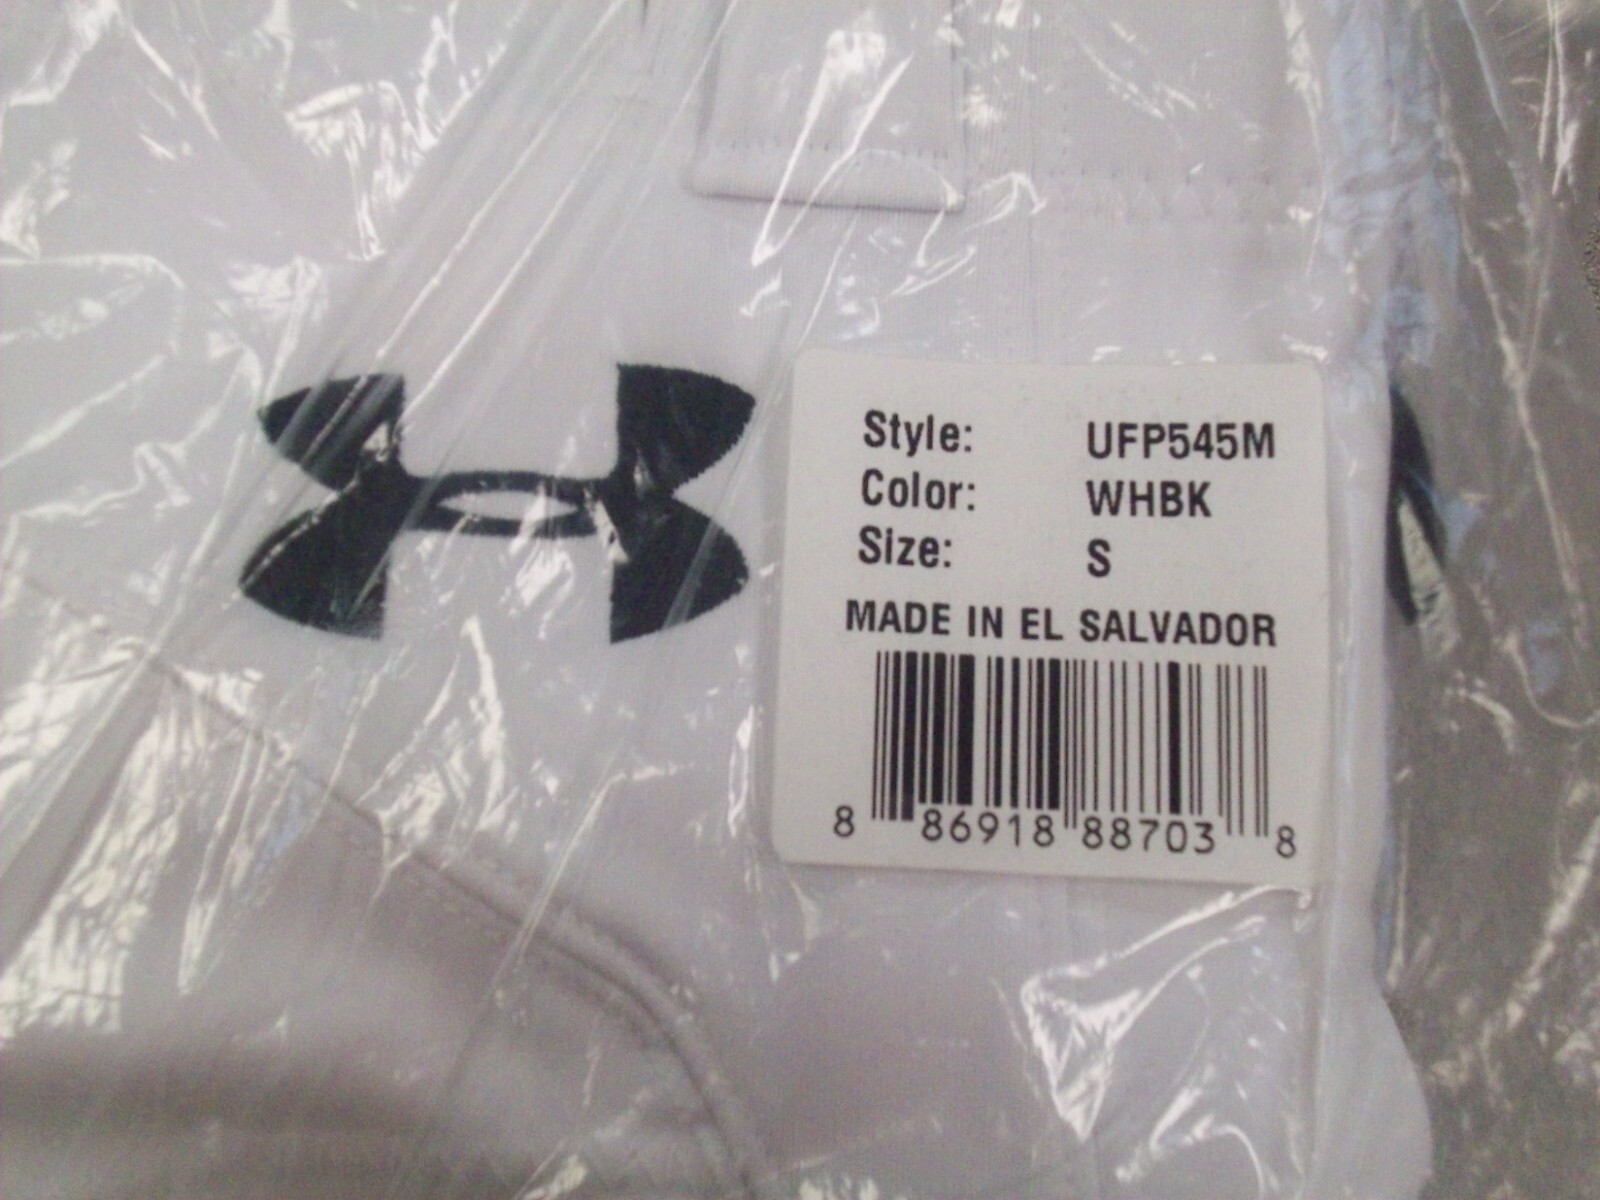 Style: UFP545M
Color: WHBK
Size: S
MADE IN EL SALVADOR
8 86918 88703 8